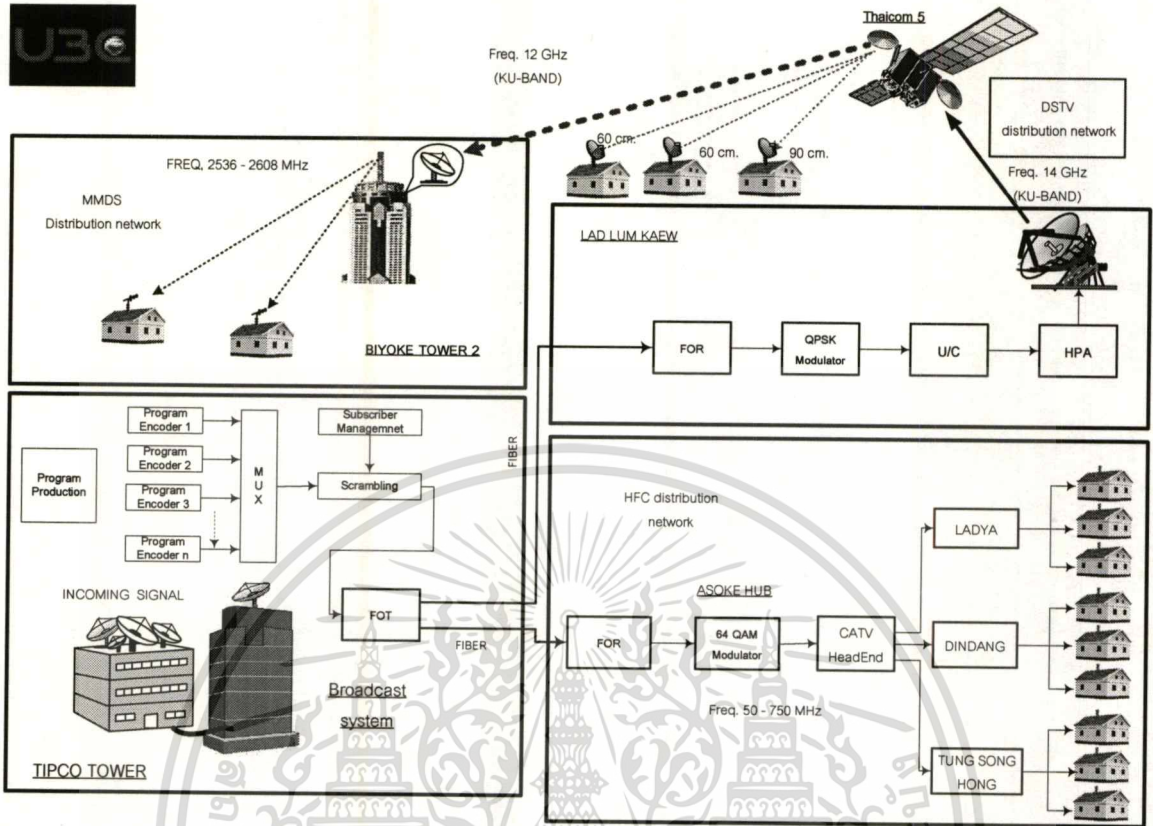 UBC
Thaicom 5
Freq. 12 GHz
(KU-BAND)
DSTV
distribution network
60 cm.
60 cm.
90 cm.
Freq. 14 GHz
(KU-BAND)
FREQ, 2536 - 2608 MHz
MMDS
Distribution network
BIYOKE TOWER 2
LAD LUM KAEW
FOR
QPSK
Modulator
U/C
HPA
Program
Production
Program
Encoder 1
Program
Encoder 2
Program
Encoder 3
Program
Encoder n
MUX
Subscriber
Managemnet
Scrambling
FIBER
INCOMING SIGNAL
FOT
FIBER
Broadcast
system
TIPCO TOWER
HFC distribution
network
ASOKE HUB
FOR
64 QAM
Modulator
CATV
HeadEnd
Freq. 50 - 750 MHz
LADYA
DINDANG
TUNG SONG
HONG